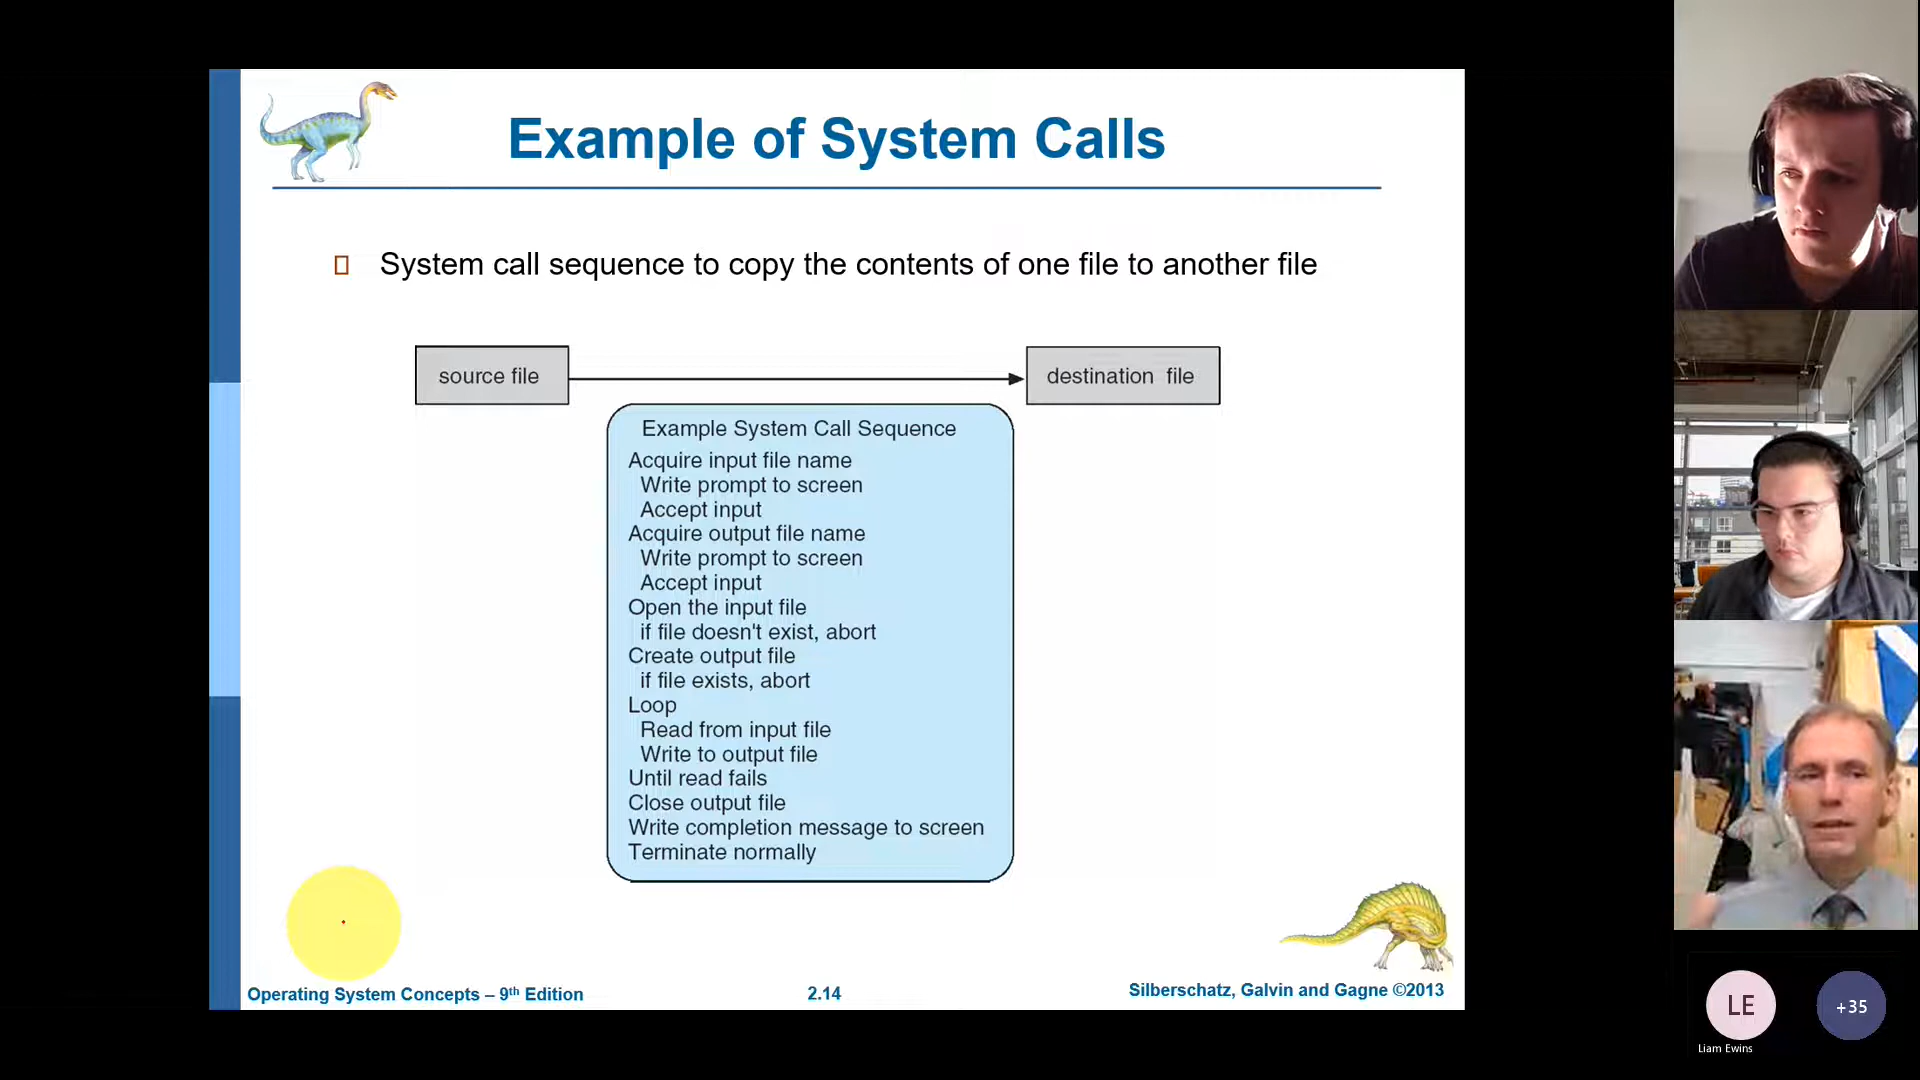 Example of System Calls
System call sequence to copy the contents of one file to another file
source file
destination file
Example System Call Sequence
Acquire input file name
Write prompt to screen
Accept input
Acquire output file name
Write prompt to screen
Accept input
Open the input file
if file doesn't exist, abort
Create output file
if file exists, abort
Loop
Read from input file
Write to output file
Until read fails
Close output file
Write completion message to screen
Terminate normally
Operating System Concepts – 9th Edition
2.14
Silberschatz, Galvin and Gagne ©2013
LE
+35
Liam Ewins